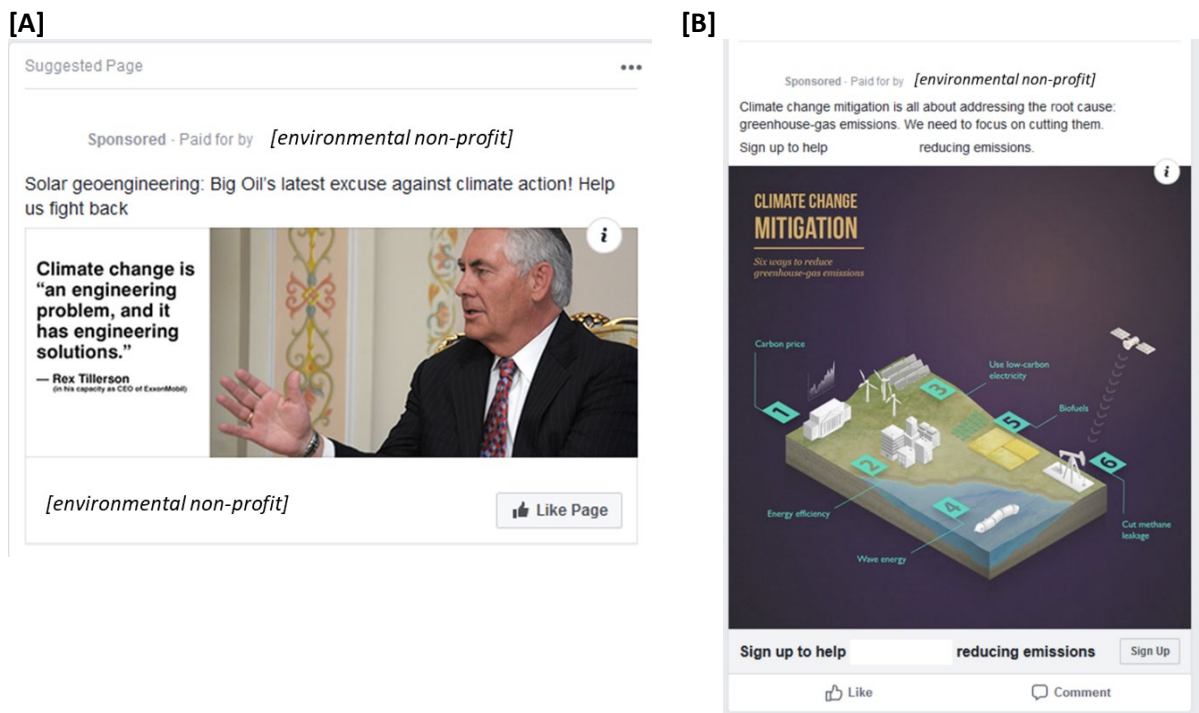 [A]
Suggested Page
Sponsored - Paid for by [environmental non-profit]
Solar geoengineering: Big Oil's latest excuse against climate action! Help
us fight back
Climate change is
“an engineering
problem, and it
has engineering
solutions.”
— Rex Tillerson
(in his capacity as CEO of ExxonMobil)
[environmental non-profit]
Like Page
[B]
Sponsored - Paid for by [environmental non-profit]
Climate change mitigation is all about addressing the root cause:
greenhouse-gas emissions. We need to focus on cutting them.
Sign up to help reducing emissions.
CLIMATE CHANGE
MITIGATION
Six ways to reduce
greenhouse-gas emissions
Carbon price
1
Use low-carbon
electricity
3
Biofuels
5
6
2
Energy efficiency
4
Wave energy
Cut methane
leakage
Sign up to help reducing emissions
Sign Up
Like
Comment